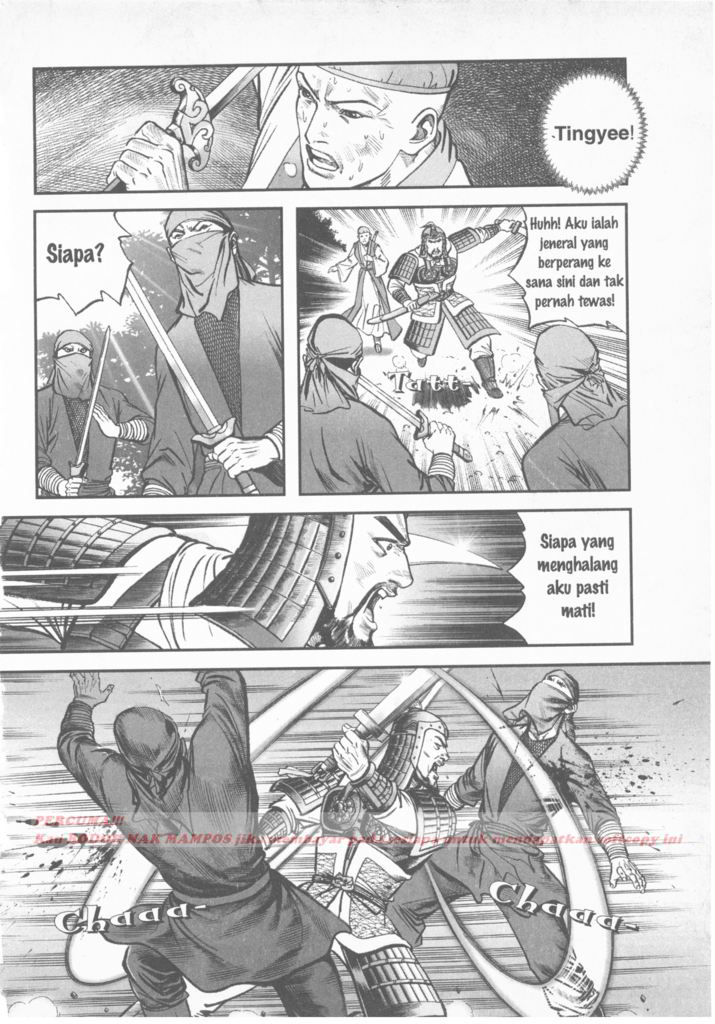 Tingyee!
Siapa?
Huhh! Aku ialah
jeneral yang
berperang ke
sana sini dan tak
pernah tewas!
Tatt-
Siapa yang
menghalang
aku pasti
mati!
PERCUMA!!!
Kau BODOH NAK MAMPOS jika membayar pada sesiapa untuk mendapatkan softcopy ini
Chaaa-
Chaaa-